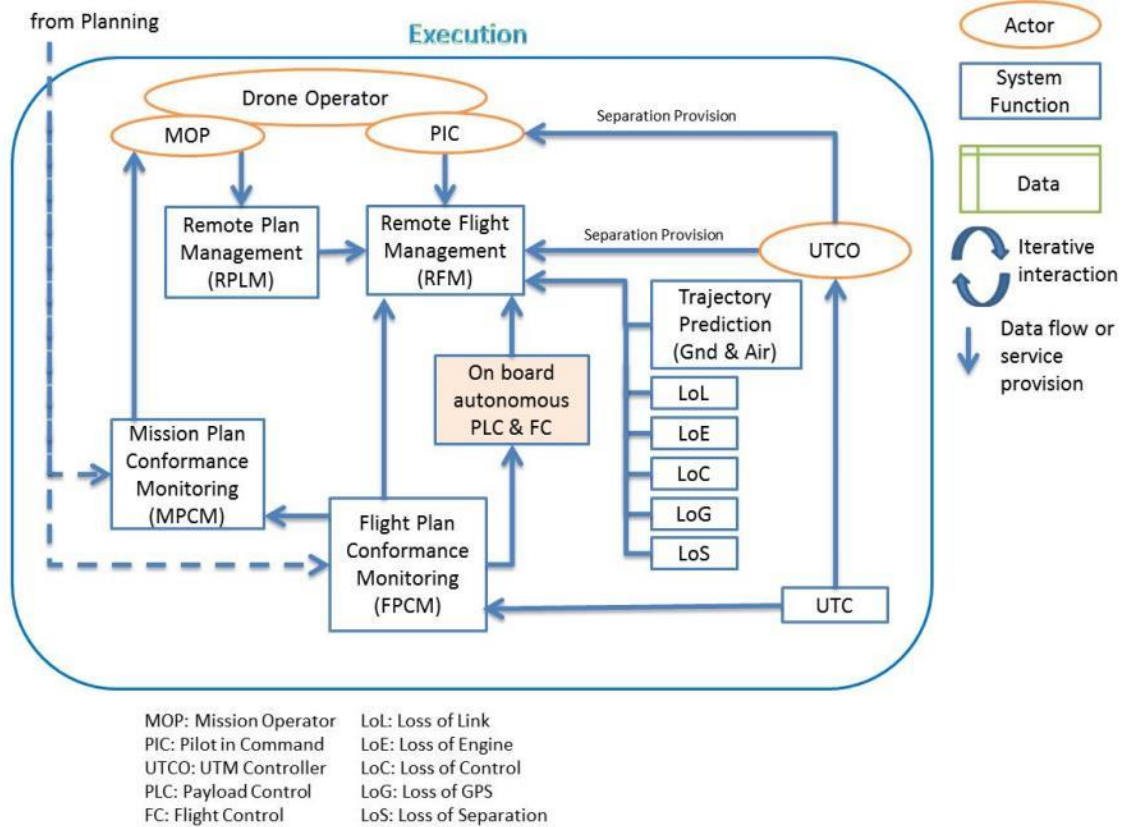 from Planning
Execution
Actor
System
Function
Data
Iterative
interaction
Data flow or
service
provision
Drone Operator
MOP
PIC
Separation Provision
Remote Plan
Management
(RPLM)
Remote Flight
Management
(RFM)
Separation Provision
UTCO
Trajectory
Prediction
(Gnd & Air)
On board
autonomous
PLC & FC
LoL
LoE
LoC
LoG
LoS
Mission Plan
Conformance
Monitoring
(MPCM)
Flight Plan
Conformance
Monitoring
(FPCM)
UTC
MOP: Mission Operator
PIC: Pilot in Command
UTCO: UTM Controller
PLC: Payload Control
FC: Flight Control
LoL: Loss of Link
LoE: Loss of Engine
LoC: Loss of Control
LoG: Loss of GPS
LoS: Loss of Separation